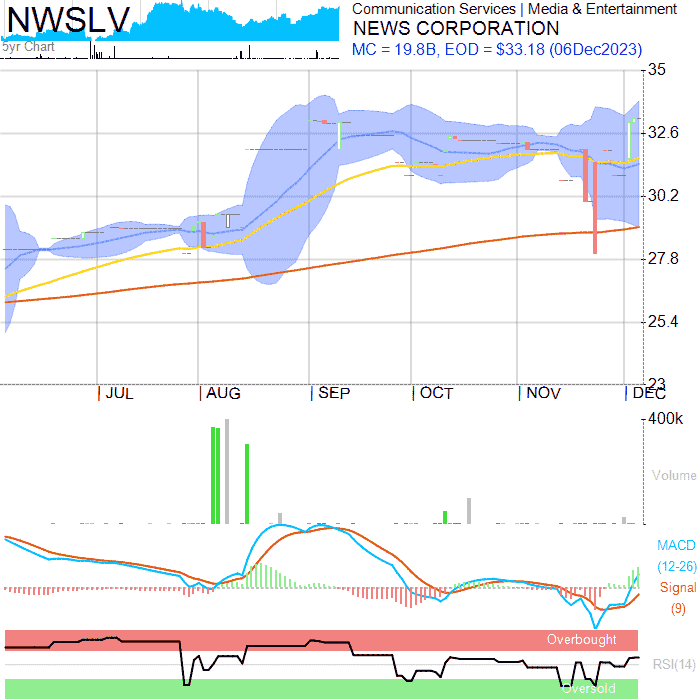 NWSLV
5yr Chart
Communication Services | Media & Entertainment
NEWS CORPORATION
MC = 19.8B, EOD = $33.18 (06Dec2023)
35
32.6
30.2
27.8
25.4
23
JUL
AUG
SEP
OCT
NOV
DEC
400k
Volume
MACD
(12-26)
Signal
(9)
Overbought
RSI(14)
Oversold